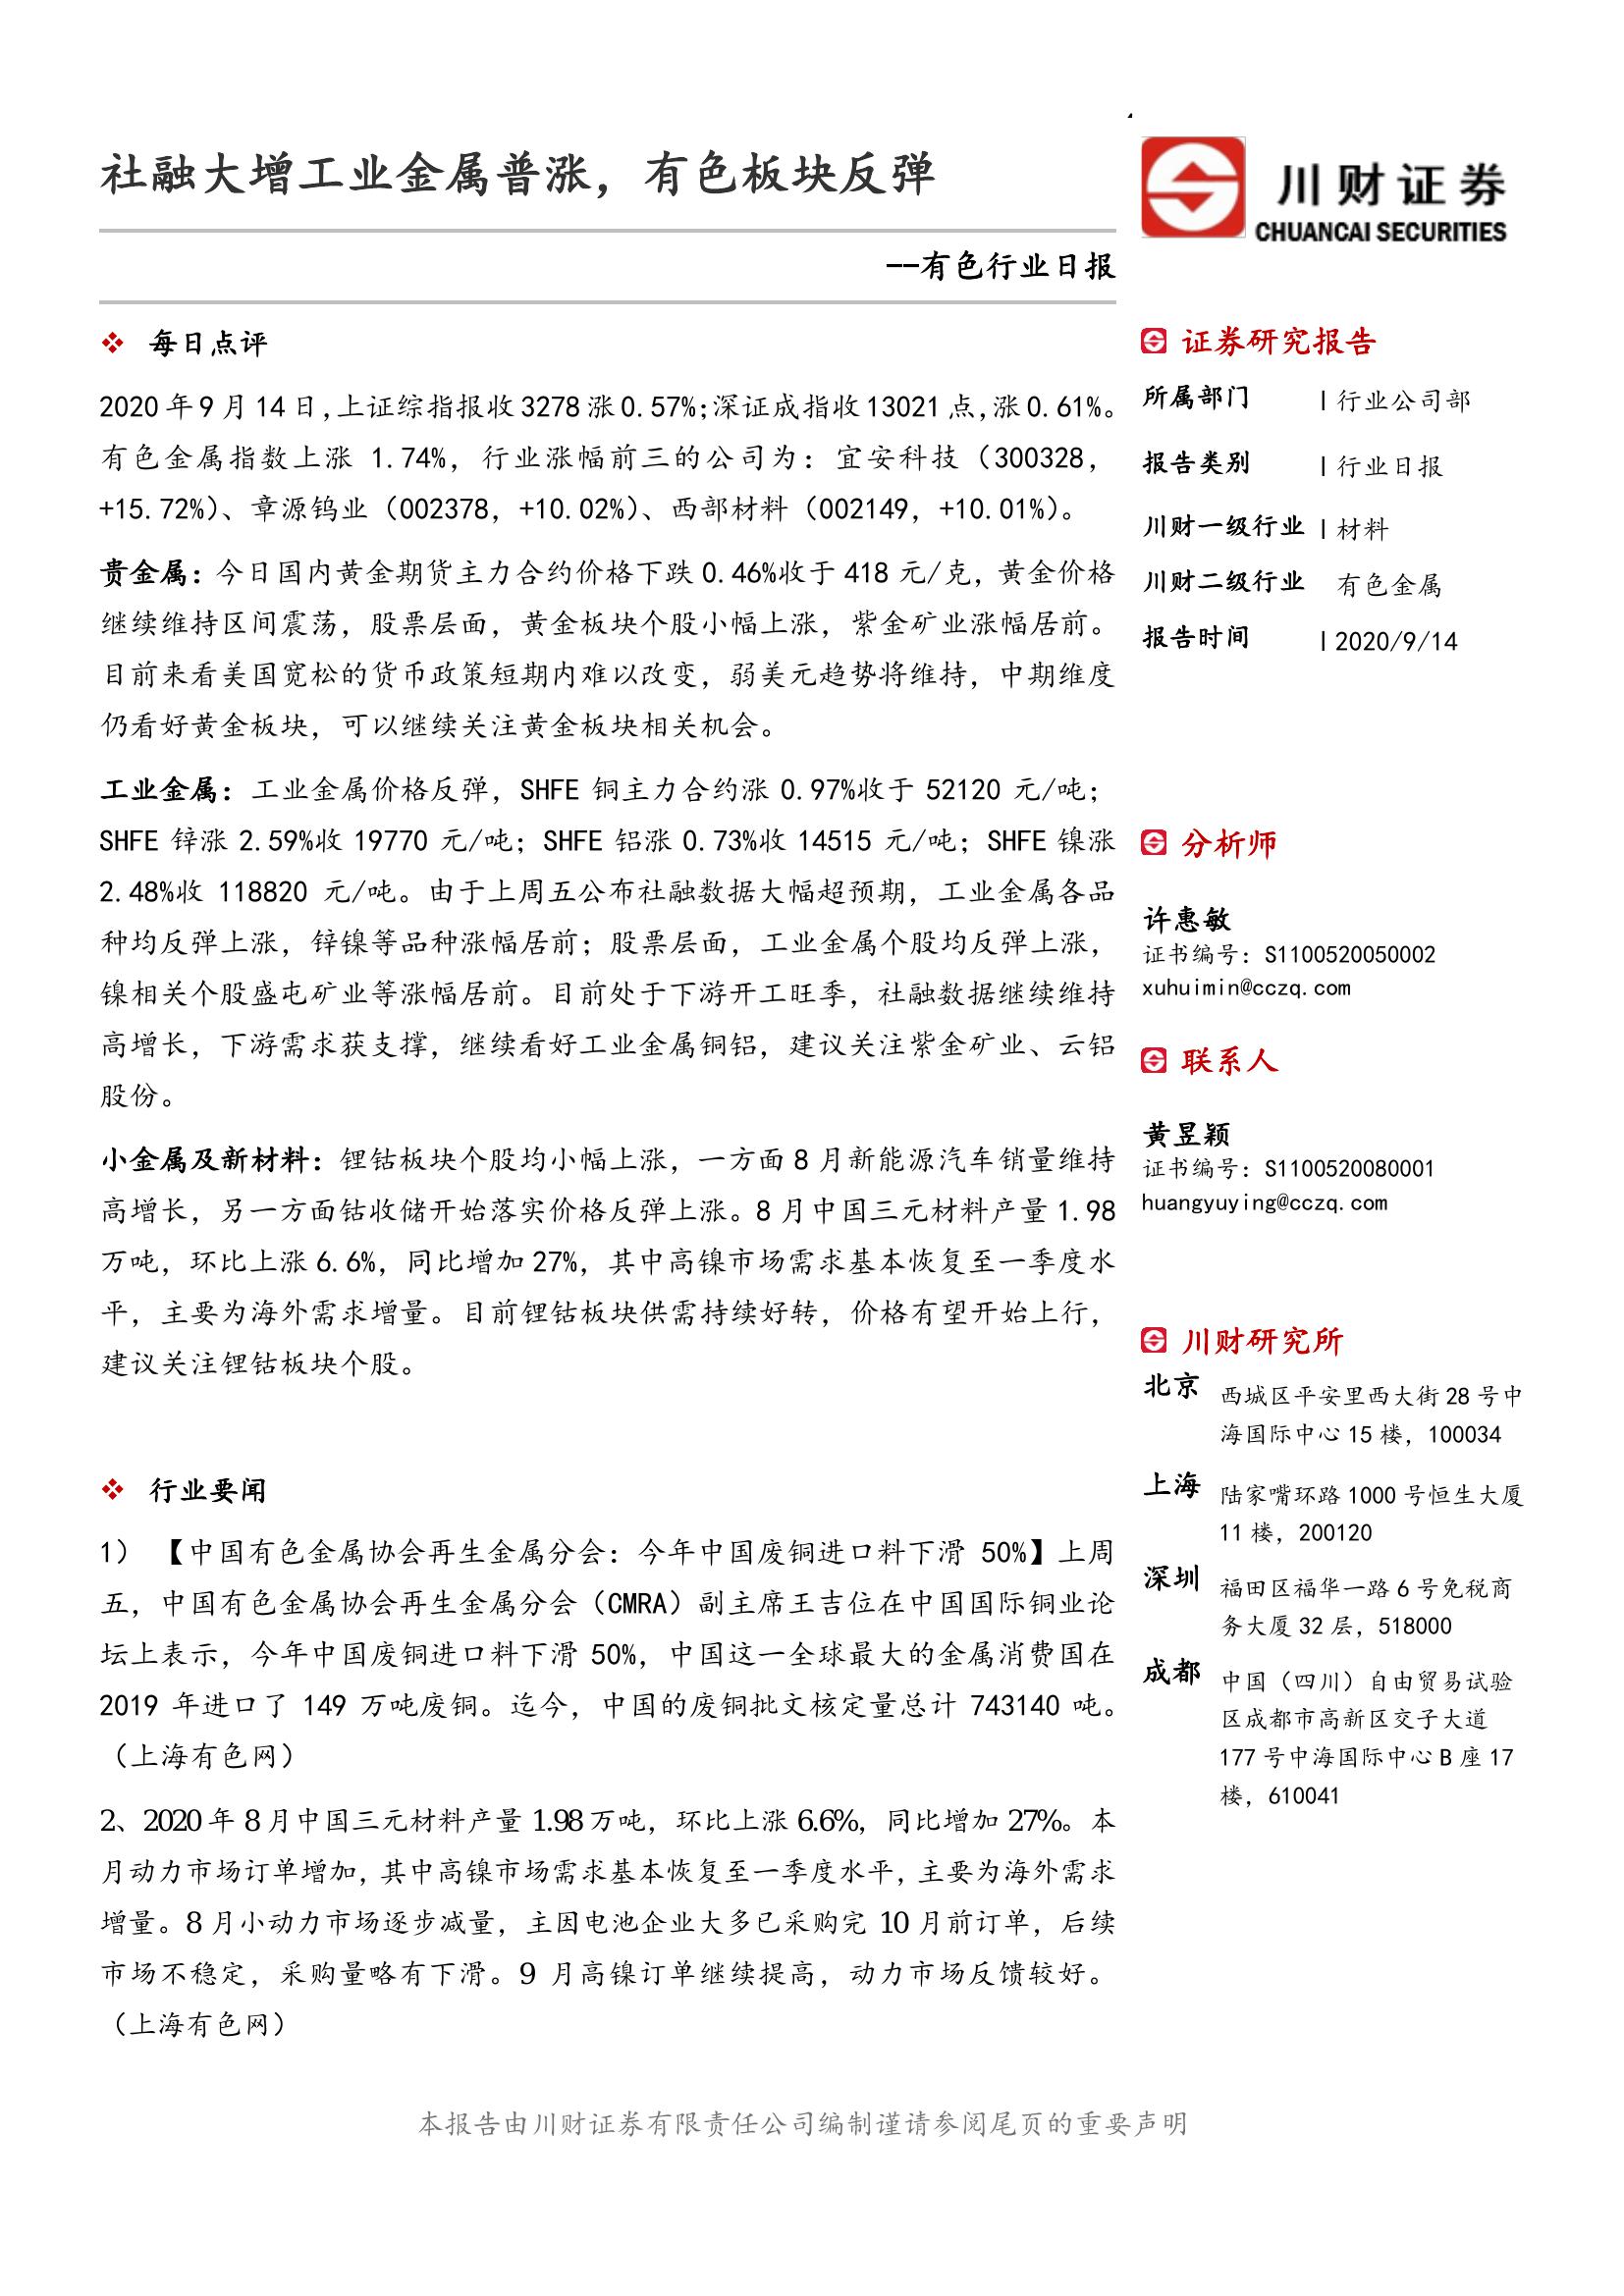 社融大增工业金属普涨，有色板块反弹
——有色行业日报
每日点评
2020年9月14日，上证综指报收3278涨0.57%；深证成指收13021点，涨0.61%。
有色金属指数上涨 1.74%，行业涨幅前三的公司为：宜安科技（300328，
+15.72%）、章源钨业（002378，+10.02%）、西部材料（002149，+10.01%）。
贵金属：今日国内黄金期货主力合约价格下跌0.46%收于418元/克，黄金价格
继续维持区间震荡，股票层面，黄金板块个股小幅上涨，紫金矿业涨幅居前。
目前来看美国宽松的货币政策短期内难以改变，弱美元趋势将维持，中期维度
仍看好黄金板块，可以继续关注黄金板块相关机会。
工业金属：工业金属价格反弹，SHFE 铜主力合约涨 0.97%收于 52120 元/吨；
SHFE 锌涨 2.59%收 19770 元/吨；SHFE 铝涨 0.73%收 14515 元/吨；SHFE 镍涨
2.48%收 118820 元/吨。由于上周五公布社融数据大幅超预期，工业金属各品
种均反弹上涨，锌镍等品种涨幅居前；股票层面，工业金属个股均反弹上涨，
镍相关个股盛屯矿业等涨幅居前。目前处于下游开工旺季，社融数据继续维持
高增长，下游需求获支撑，继续看好工业金属铜铝，建议关注紫金矿业、云铝
股份。
小金属及新材料：锂钴板块个股均小幅上涨，一方面8月新能源汽车销量维持
高增长，另一方面钴收储开始落实价格反弹上涨。8月中国三元材料产量1.98
万吨，环比上涨6.6%，同比增加27%，其中高镍市场需求基本恢复至一季度水
平，主要为海外需求增量。目前锂钴板块供需持续好转，价格有望开始上行，
建议关注锂钴板块个股。
行业要闻
1） 【中国有色金属协会再生金属分会：今年中国废铜进口料下滑 50%】上周
五，中国有色金属协会再生金属分会（CMRA）副主席王吉位在中国国际铜业论
坛上表示，今年中国废铜进口料下滑 50%，中国这一全球最大的金属消费国在
2019 年进口了 149 万吨废铜。迄今，中国的废铜批文核定量总计 743140 吨。
（上海有色网）
2、2020年8月中国三元材料产量1.98万吨，环比上涨6.6%，同比增加27%。本
月动力市场订单增加，其中高镍市场需求基本恢复至一季度水平，主要为海外需求
增量。8月小动力市场逐步减量，主因电池企业大多已采购完10月前订单，后续
市场不稳定，采购量略有下滑。9 月高镍订单继续提高，动力市场反馈较好。
（上海有色网）
川财证券
CHUANCAI SECURITIES
证券研究报告
所属部门 | 行业公司部
报告类别 | 行业日报
川财一级行业 | 材料
川财二级行业 有色金属
报告时间 | 2020/9/14
分析师
许惠敏
证书编号：S1100520050002
xuhuimin@cczq.com
联系人
黄昱颖
证书编号：S1100520080001
huangyuying@cczq.com
川财研究所
北京 西城区平安里西大街28号中
海国际中心15楼，100034
上海 陆家嘴环路1000号恒生大厦
11楼，200120
深圳 福田区福华一路6号免税商
务大厦32层，518000
成都 中国（四川）自由贸易试验
区成都市高新区交子大道
177号中海国际中心B座17
楼，610041
本报告由川财证券有限责任公司编制谨请参阅尾页的重要声明